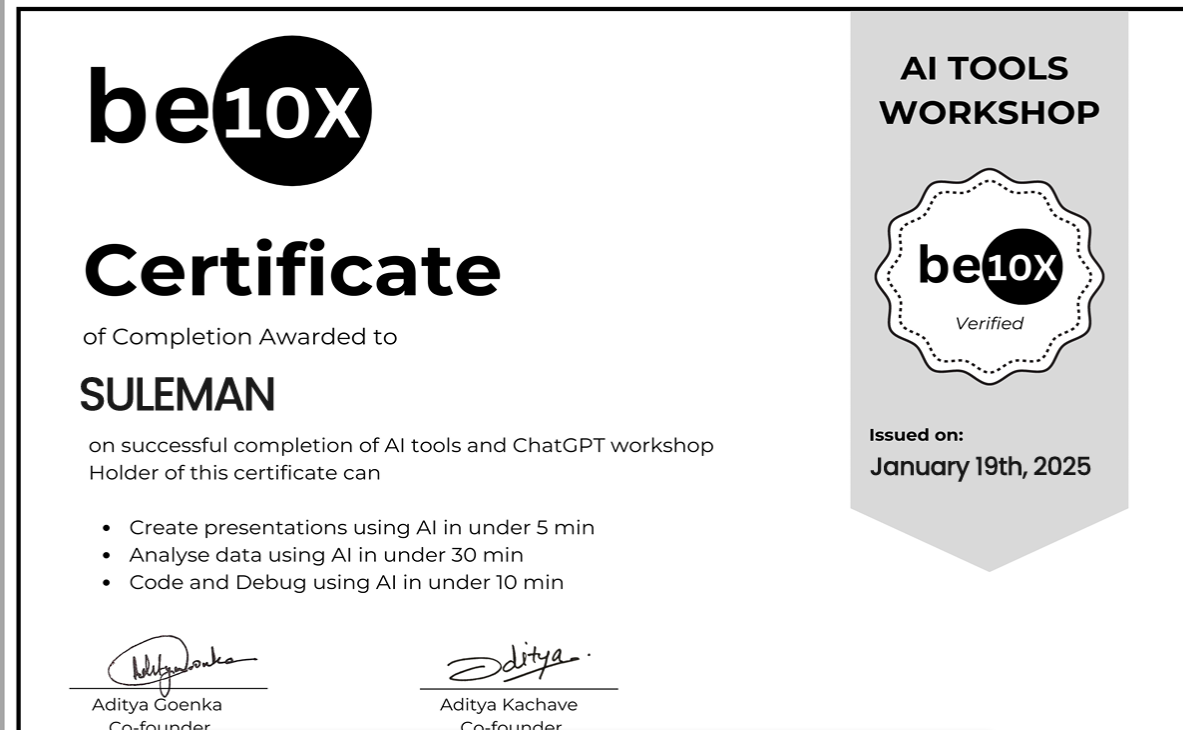 be10X
Certificate
of Completion Awarded to
SULEMAN
on successful completion of AI tools and ChatGPT workshop
Holder of this certificate can
• Create presentations using AI in under 5 min
• Analyse data using AI in under 30 min
• Code and Debug using AI in under 10 min
Aditya Goenka
Co-founder
Aditya Kachave
Co-founder
AI TOOLS
WORKSHOP
be10X
Verified
Issued on:
January 19th, 2025